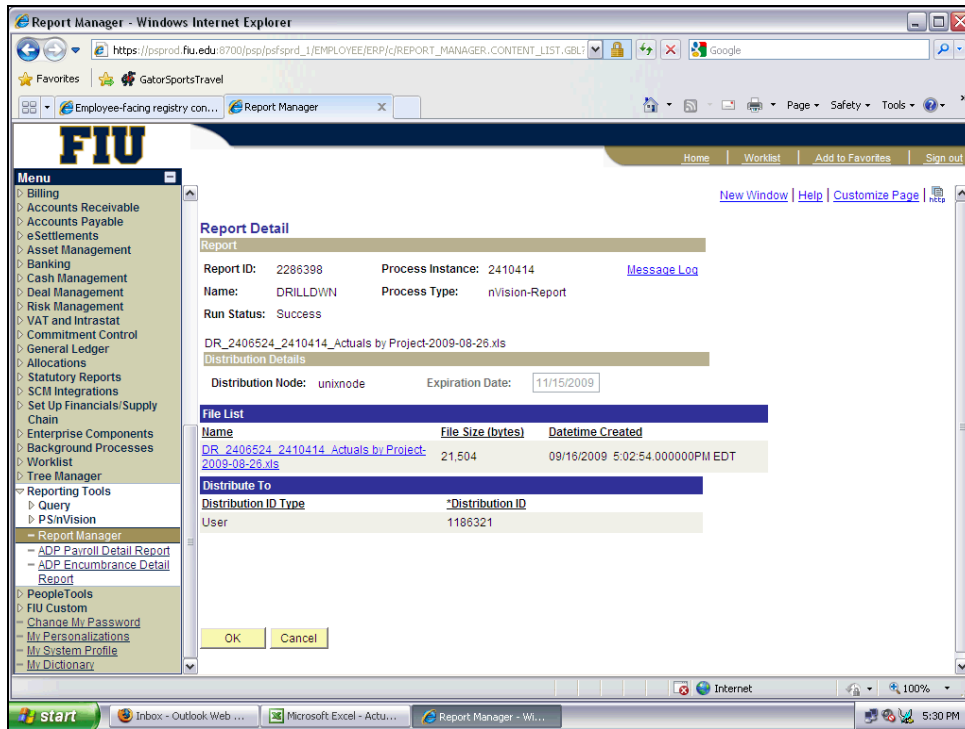 Report Manager - Windows Internet Explorer
https://psprod.fiu.edu:8700/psp/psfsprd_1/EMPLOYEE/ERP/c/REPORT_MANAGER.CONTENT_LIST.GBL?
Google
Favorites GatorSportsTravel
Employee-facing registry con... Report Manager Page Safety Tools
FIU
Home Worklist Add to Favorites Sign out
Menu
Billing
Accounts Receivable
Accounts Payable
eSettlements
Asset Management
Banking
Cash Management
Deal Management
Risk Management
VAT and Intrastat
Commitment Control
General Ledger
Allocations
Statutory Reports
SCM Integrations
Set Up Financials/Supply
Chain
Enterprise Components
Background Processes
Worklist
Tree Manager
Reporting Tools
Query
PS/nVision
Report Manager
ADP Payroll Detail Report
ADP Encumbrance Detail
Report
PeopleTools
FIU Custom
Change My Password
My Personalizations
My System Profile
My Dictionary
New Window | Help | Customize Page | http
Report Detail
Report
Report ID: 2286398 Process Instance: 2410414 Message Log
Name: DRILLDWN Process Type: nVision-Report
Run Status: Success
DR_2406524_2410414_Actuals by Project-2009-08-26.xls
Distribution Details
Distribution Node: unixnode Expiration Date: 11/15/2009
File List
Name File Size (bytes) Datetime Created
DR_2406524_2410414_Actuals by Project-
2009-08-26.xls 21,504 09/16/2009 5:02:54.000000PM EDT
Distribute To
Distribution ID Type *Distribution ID
User 1186321
OK Cancel
Internet 100%
start Inbox - Outlook Web ... Microsoft Excel - Actu... Report Manager - Wi... 5:30 PM